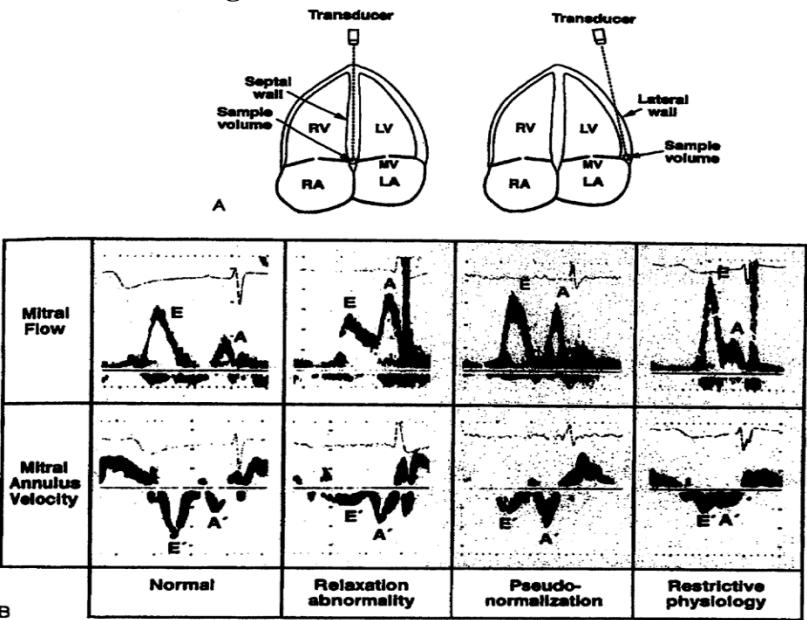 Transducer
Transducer
Septal
wall
Sample
volume
RV
LV
MV
RA
LA
RV
LV
MV
RA
LA
Lateral
wall
Sample
volume
A
Mitral
Flow
E
A
E
A
E
A
E
A
Mitral
Annulus
Velocity
E´
A´
E´
A´
E´
A´
E´
A´
Normal
Relaxation
abnormality
Pseudo-
normalization
Restrictive
physiology
B